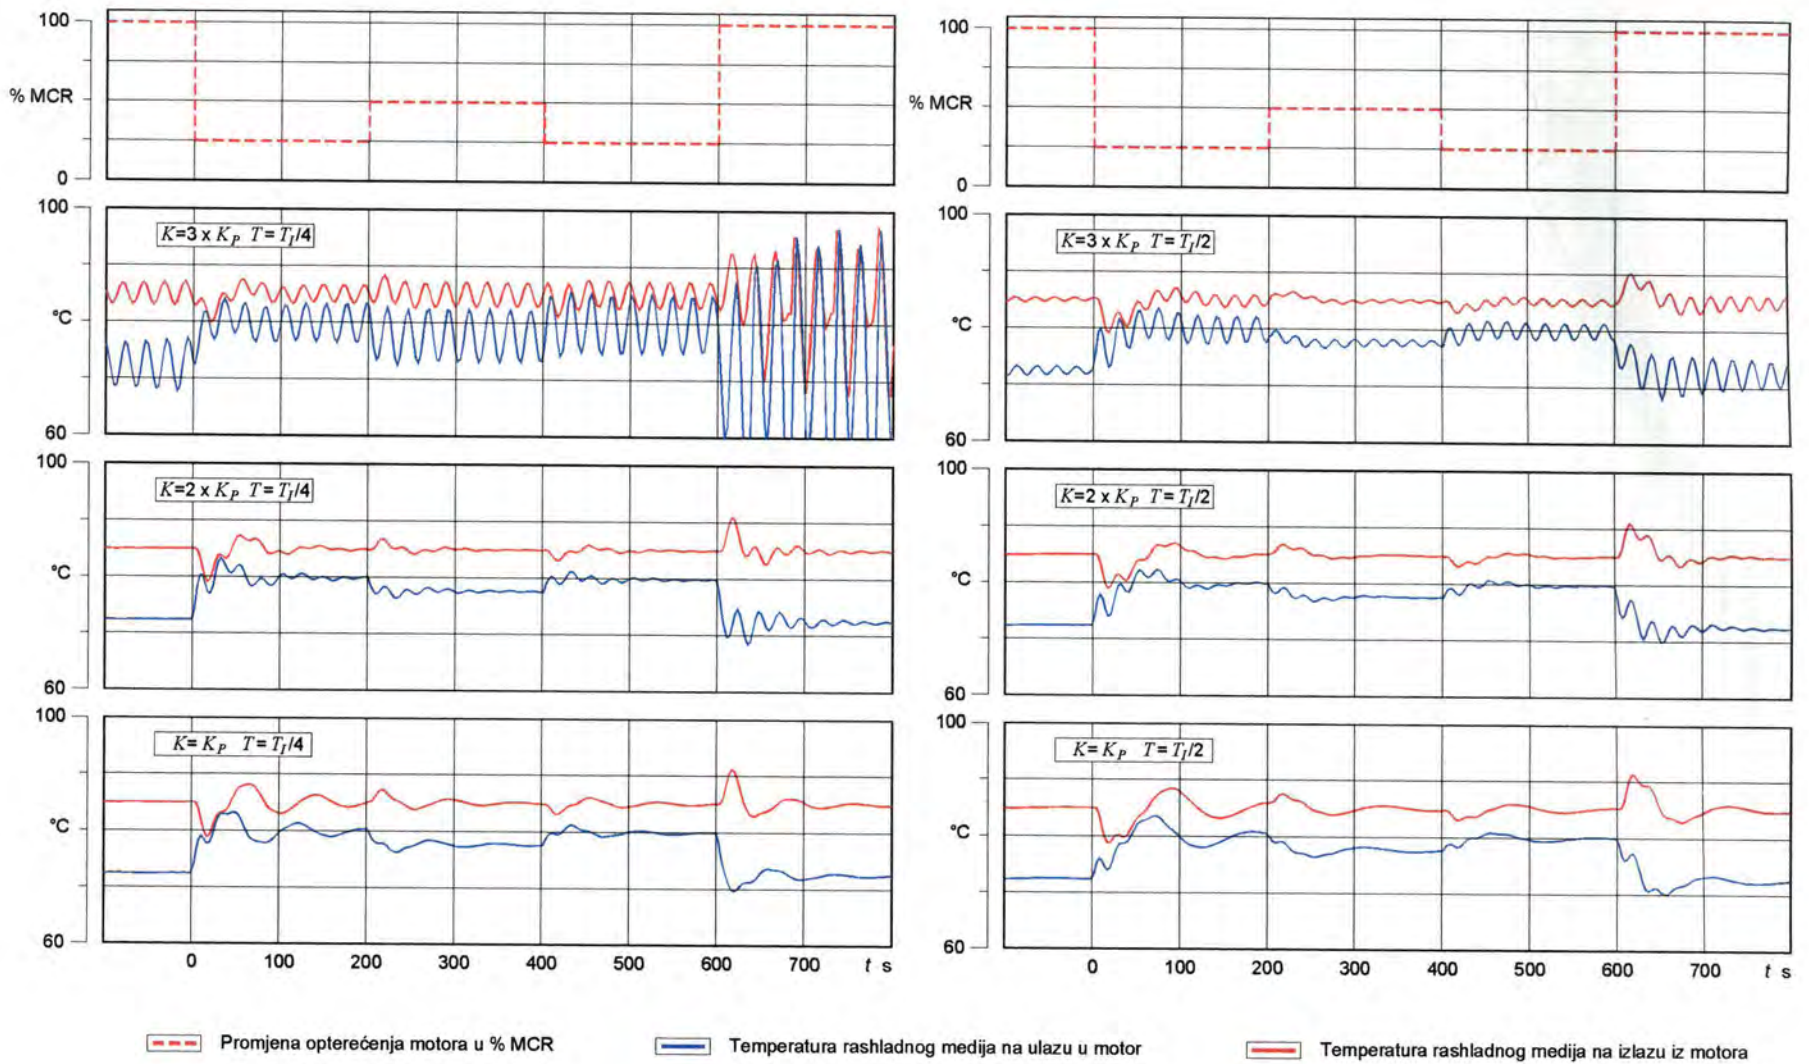 100
% MCR
0
100
% MCR
0
100
K=3 x K_P T=T_I/4
°C
60
100
K=3 x K_P T=T_I/2
°C
60
100
K=2 x K_P T=T_I/4
°C
60
100
K=2 x K_P T=T_I/2
°C
60
100
K=K_P T=T_I/4
°C
60
100
K=K_P T=T_I/2
°C
60
0 100 200 300 400 500 600 700 t s
0 100 200 300 400 500 600 700 t s
Promjena opterećenja motora u % MCR
Temperatura rashladnog medija na ulazu u motor
Temperatura rashladnog medija na izlazu iz motora